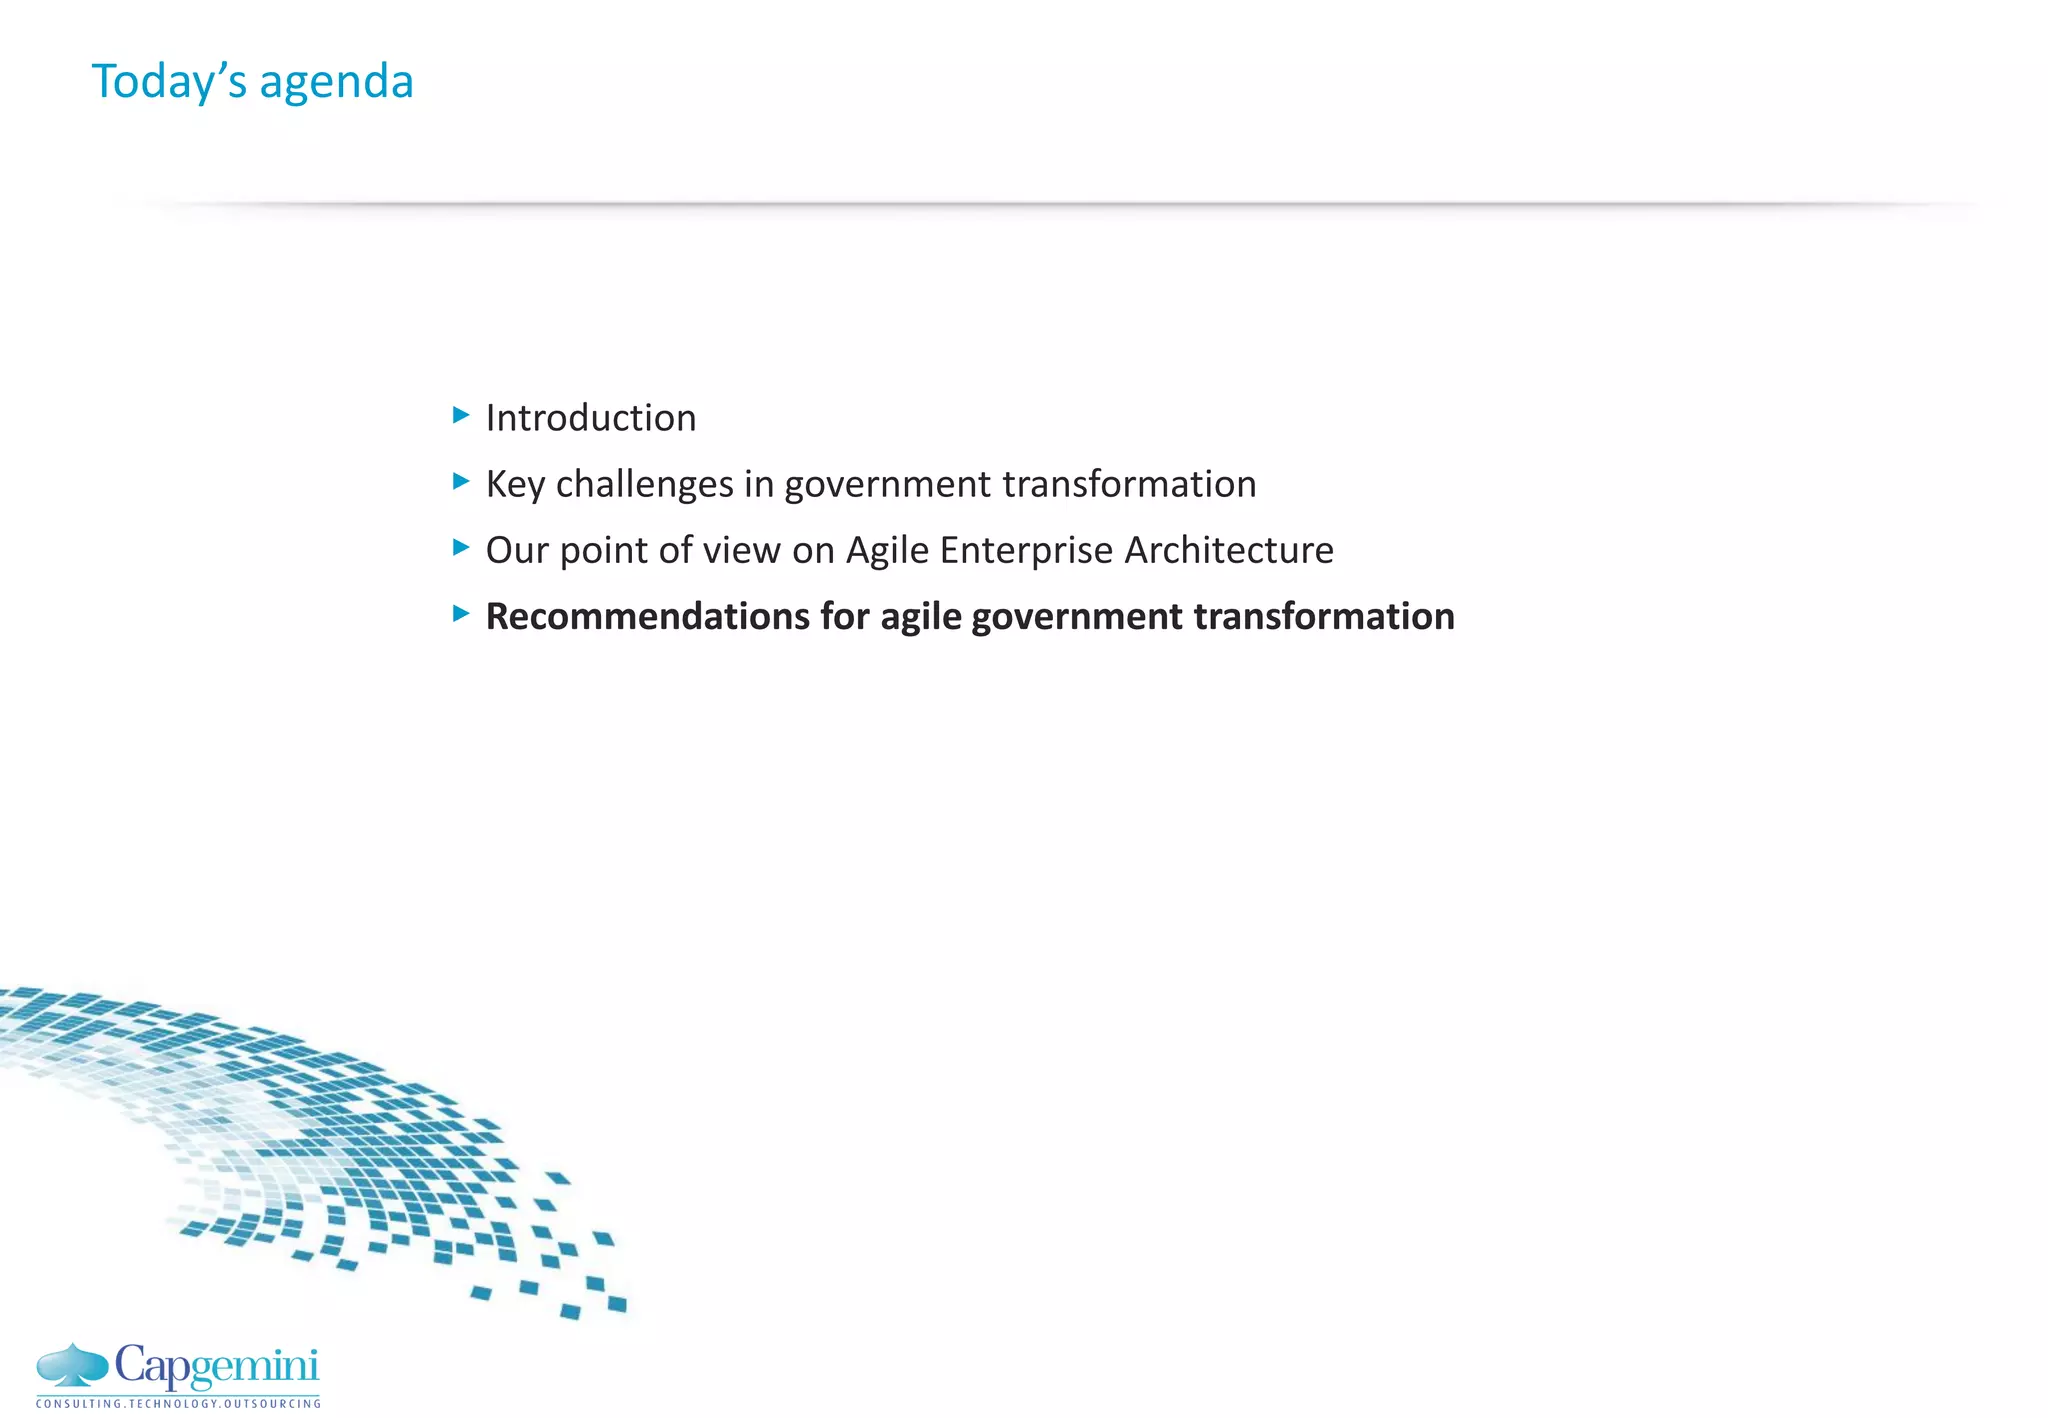 Today’s agenda
▸ Introduction
▸ Key challenges in government transformation
▸ Our point of view on Agile Enterprise Architecture
▸ Recommendations for agile government transformation
Capgemini
CONSULTING.TECHNOLOGY.OUTSOURCING